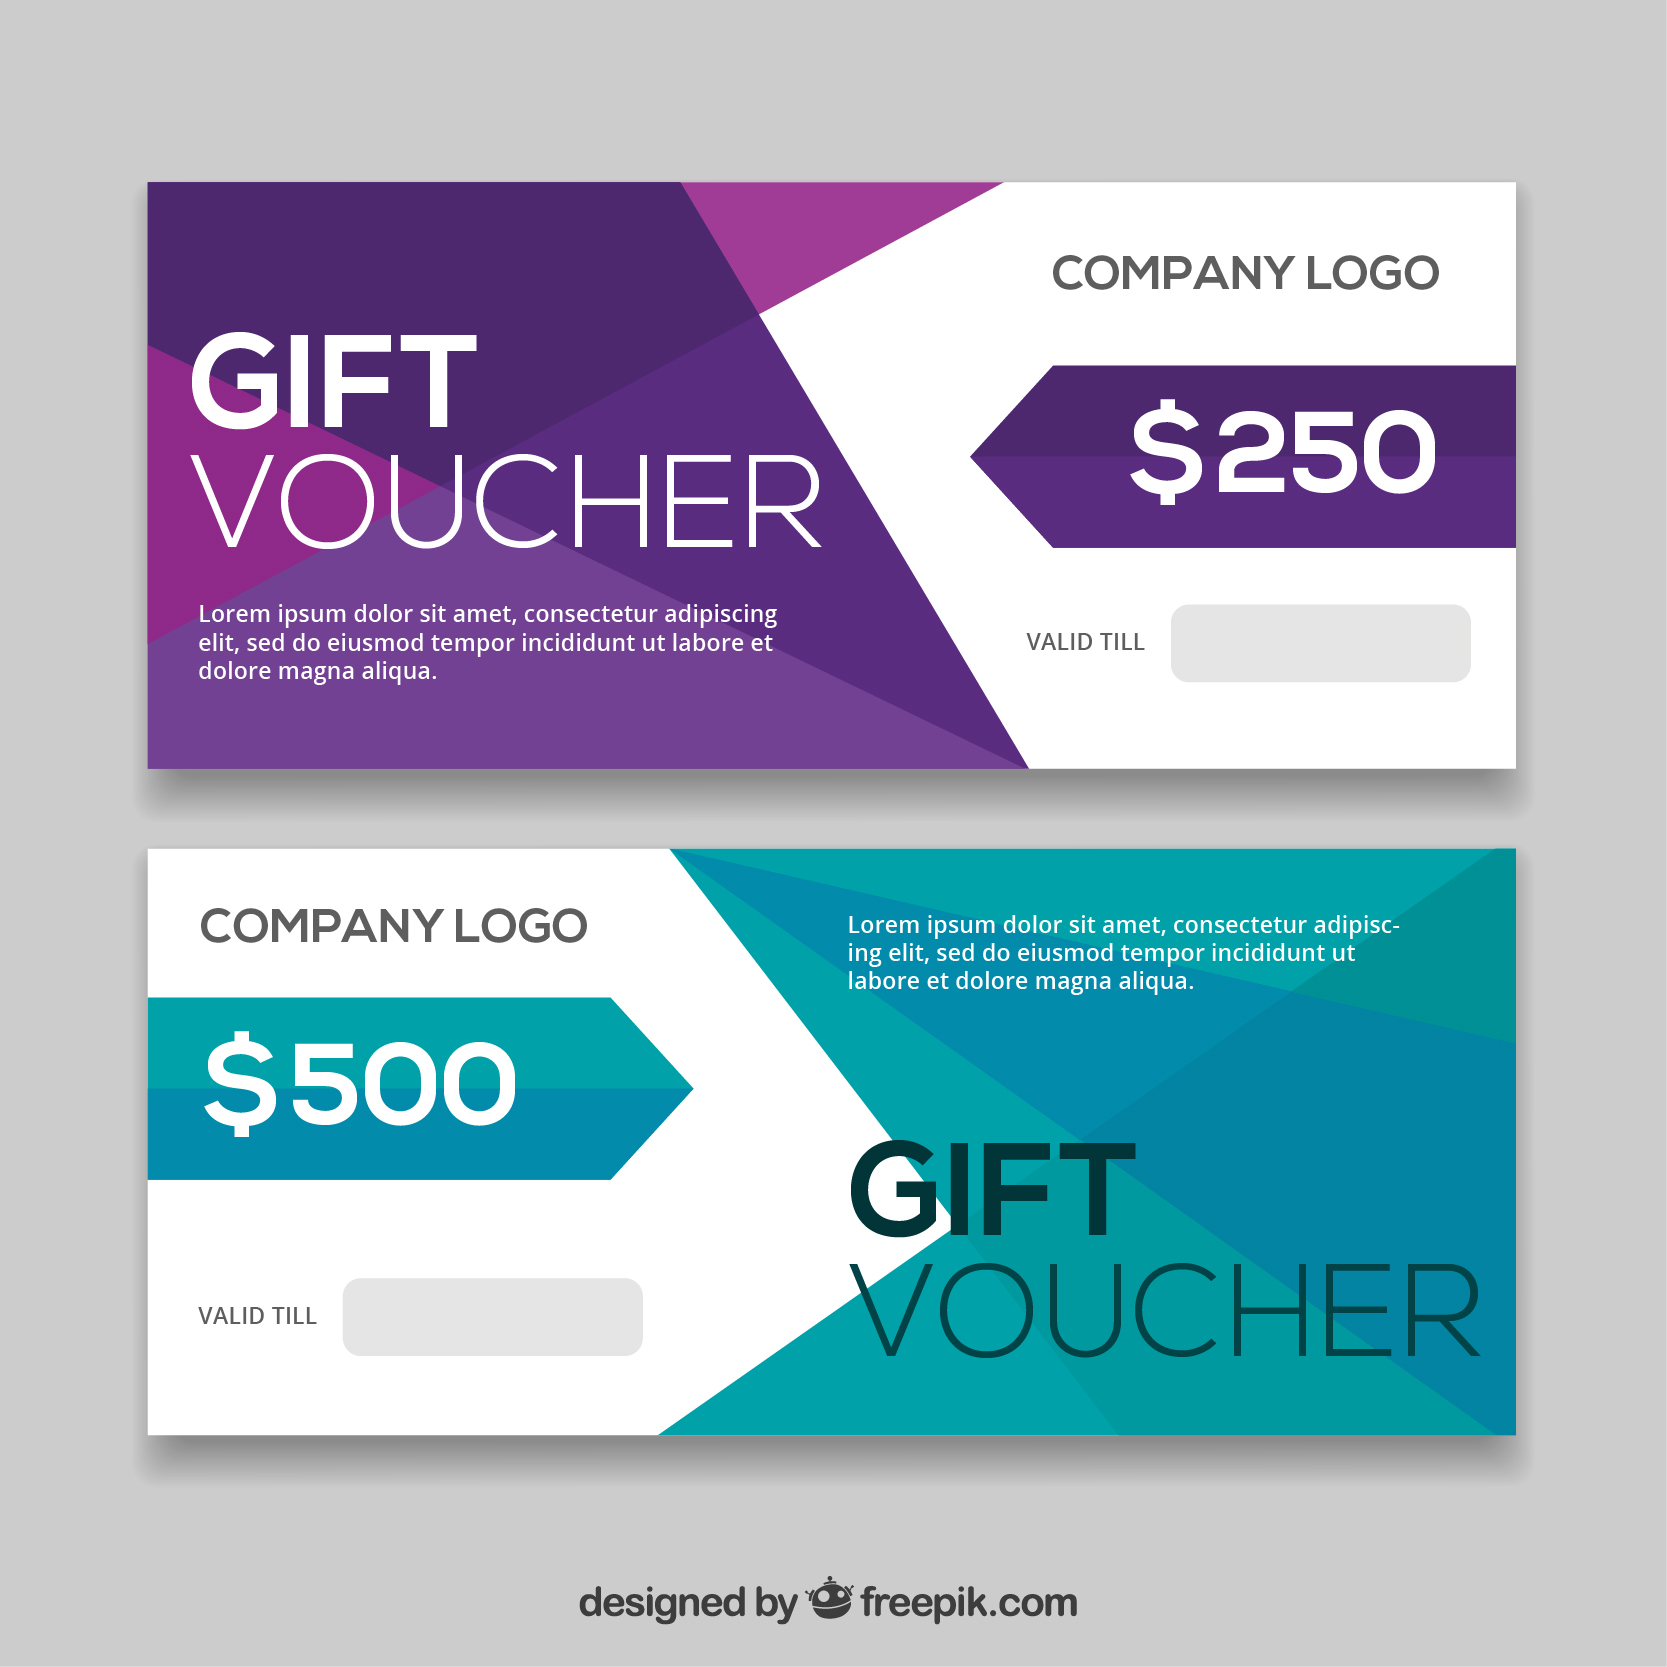 GIFT
VOUCHER
Lorem ipsum dolor sit amet, consectetur adipiscing
elit, sed do eiusmod tempor incididunt ut labore et
dolore magna aliqua.
COMPANY LOGO
$250
VALID TILL
COMPANY LOGO
$500
VALID TILL
Lorem ipsum dolor sit amet, consectetur adipisc-
ing elit, sed do eiusmod tempor incididunt ut
labore et dolore magna aliqua.
GIFT
VOUCHER
designed by freepik.com